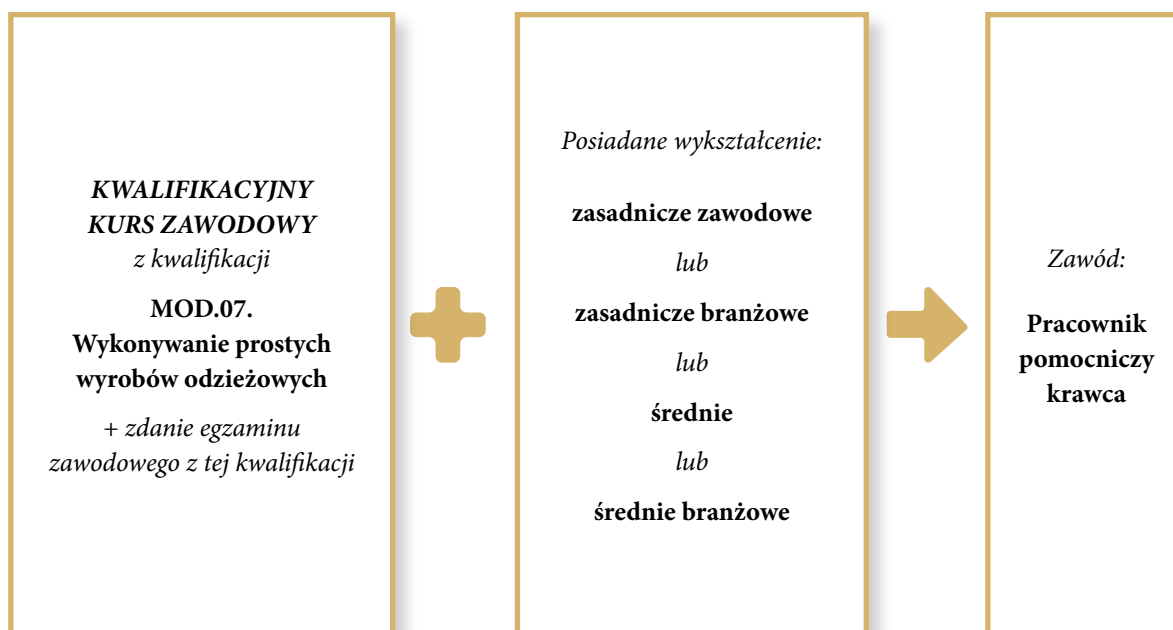 KWALIFIKACYJNY
KURS ZAWODOWY
z kwalifikacji
MOD.07.
Wykonywanie prostych
wyrobów odzieżowych
+ zdanie egzaminu
zawodowego z tej kwalifikacji
Posiadane wykształcenie:
zasadnicze zawodowe
lub
zasadnicze branżowe
lub
średnie
lub
średnie branżowe
Zawód:
Pracownik
pomocniczy
krawca